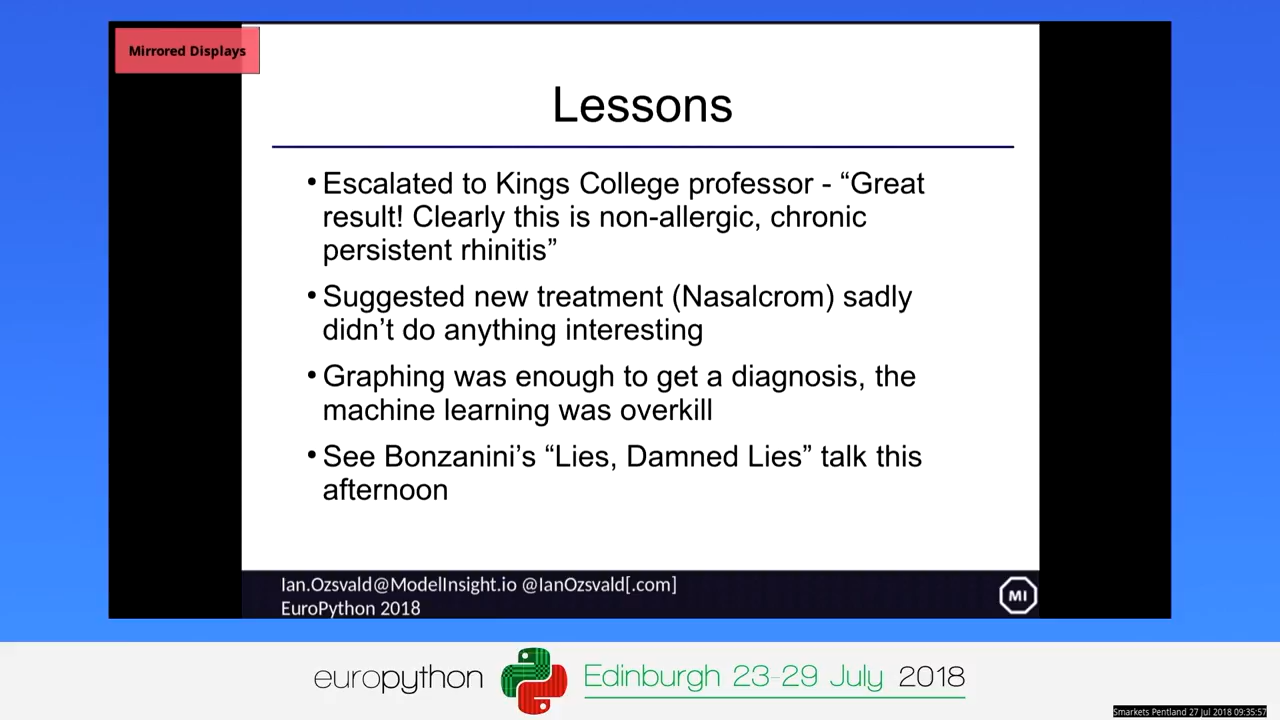 Mirrored Displays
Lessons
• Escalated to Kings College professor - “Great
result! Clearly this is non-allergic, chronic
persistent rhinitis”
• Suggested new treatment (Nasalcrom) sadly
didn’t do anything interesting
• Graphing was enough to get a diagnosis, the
machine learning was overkill
• See Bonzanini’s “Lies, Damned Lies” talk this
afternoon
Ian.Ozsvald@ModelInsight.io @IanOzsvald[.com]
EuroPython 2018
MI
europython Edinburgh 23-29 July 2018
Smarkets Pentland 27 Jul 2018 09:35:57